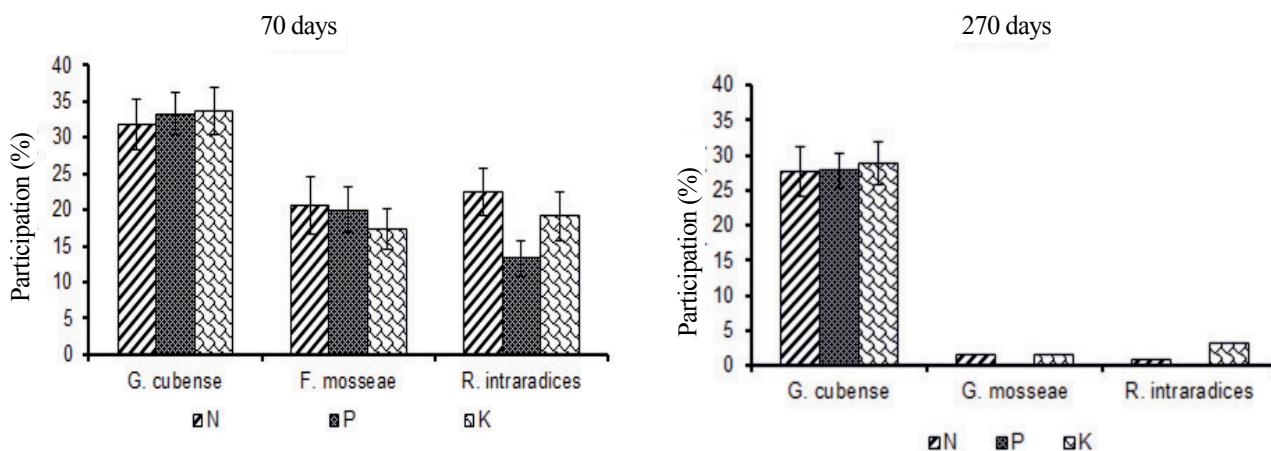 70 days
Participation (%)
40
35
30
25
20
15
10
5
0
G. cubense F. mosseae R. intraradices
N P K
270 days
Participation (%)
40
35
30
25
20
15
10
5
0
G. cubense G. mosseae R. intraradices
N P K